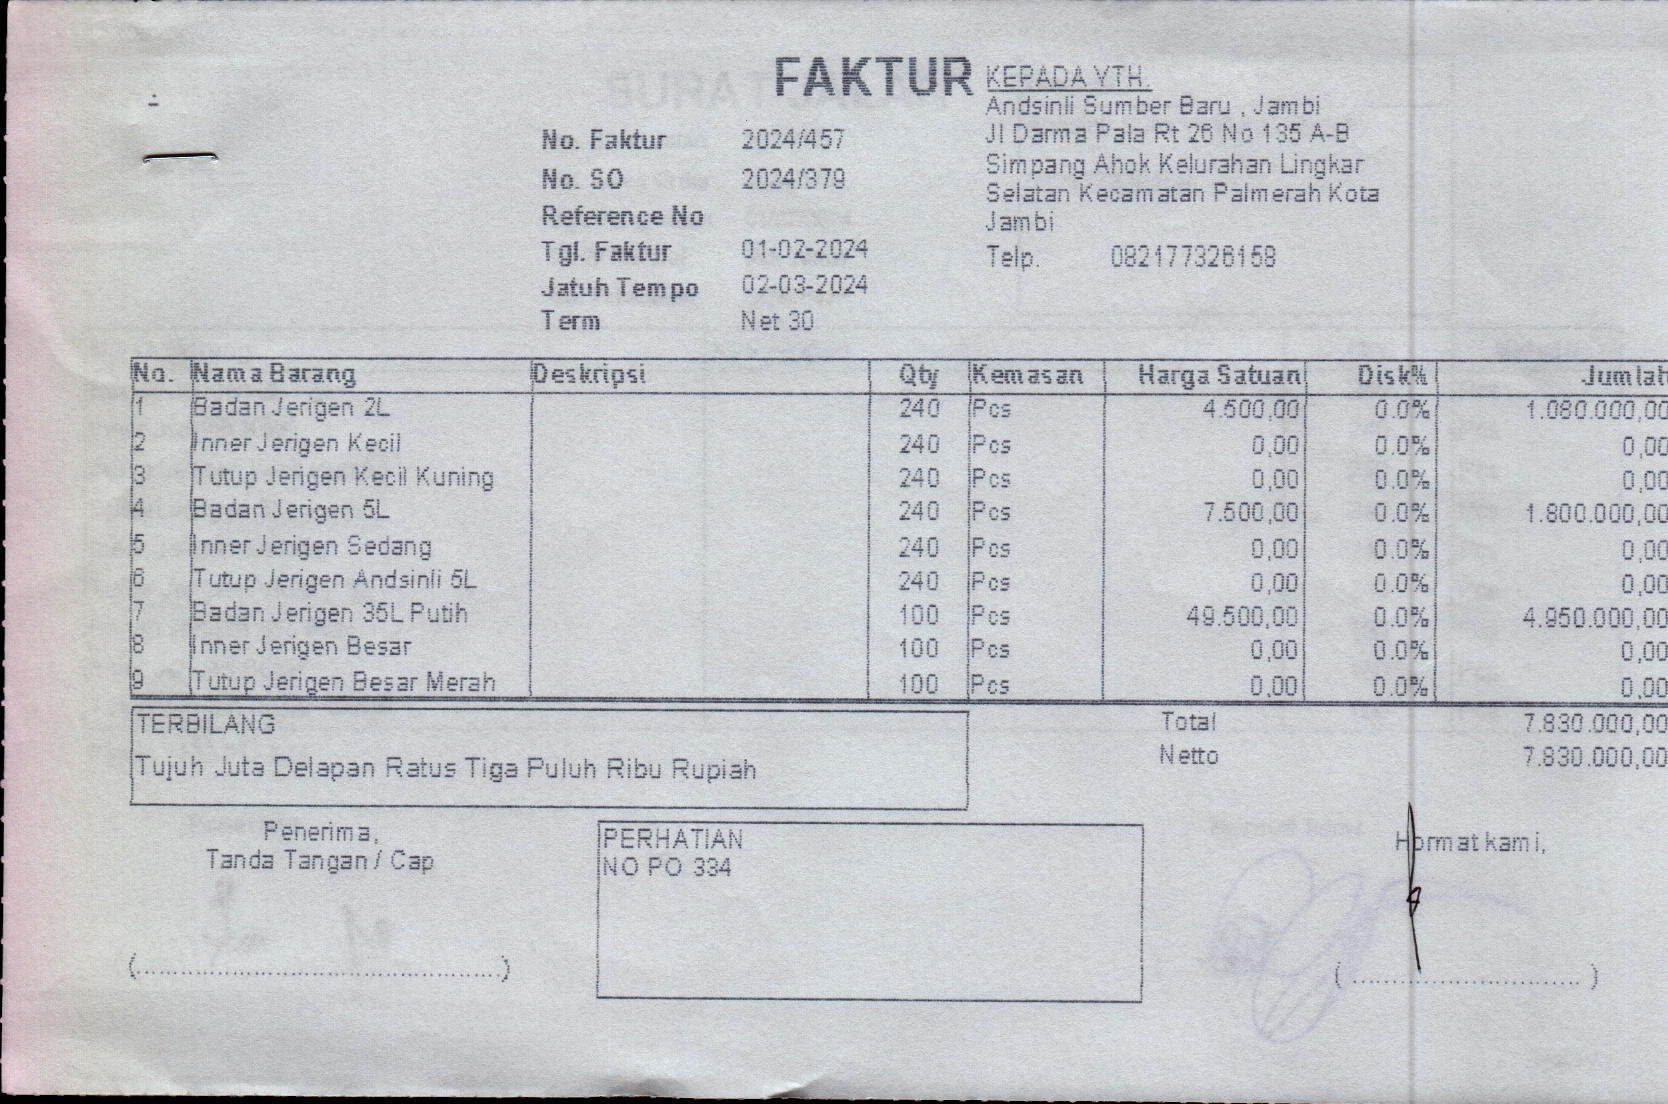 FAKTUR
KEPADA YTH.
Andsinli Sumber Baru , Jambi
Jl Darma Pala Rt 26 No 135 A-B
Simpang Ahok Kelurahan Lingkar
Selatan Kecamatan Palmerah Kota
Jambi
Telp. 082177326158
No. Faktur 2024/457
No. SO 2024/379
Reference No
Tgl. Faktur 01-02-2024
Jatuh Tempo 02-03-2024
Term Net 30
No. Nama Barang Deskripsi Qty Kemasan Harga Satuan Disk% Jumlah
1 Badan Jerigen 2L 240 Pcs 4.500,00 0.0% 1.080.000,00
2 Inner Jerigen Kecil 240 Pcs 0,00 0.0% 0,00
3 Tutup Jerigen Kecil Kuning 240 Pcs 0,00 0.0% 0,00
4 Badan Jerigen 5L 240 Pcs 7.500,00 0.0% 1.800.000,00
5 Inner Jerigen Sedang 240 Pcs 0,00 0.0% 0,00
6 Tutup Jerigen Andsinli 5L 240 Pcs 0,00 0.0% 0,00
7 Badan Jerigen 35L Putih 100 Pcs 49.500,00 0.0% 4.950.000,00
8 Inner Jerigen Besar 100 Pcs 0,00 0.0% 0,00
9 Tutup Jerigen Besar Merah 100 Pcs 0,00 0.0% 0,00
TERBILANG
Tujuh Juta Delapan Ratus Tiga Puluh Ribu Rupiah
Total 7.830.000,00
Netto 7.830.000,00
Penerima,
Tanda Tangan / Cap
(..................................................)
PERHATIAN
NO PO 334
Hormat kami,
(...............................)